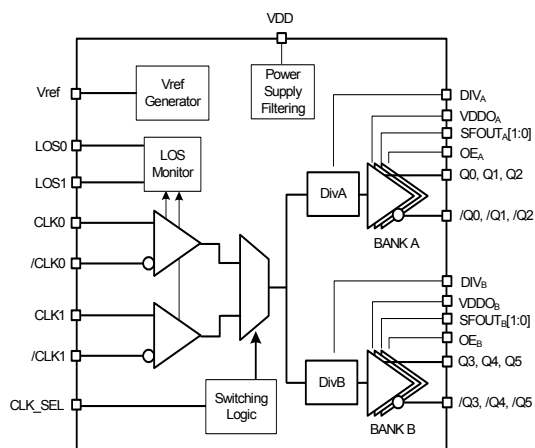 VDD
Vref
Vref
Generator
Power
Supply
Filtering
LOS0
LOS1
LOS
Monitor
CLK0
/CLK0
CLK1
/CLK1
CLK_SEL
Switching
Logic
DivA
DIVA
VDDOA
SFOUTA[1:0]
OEA
Q0, Q1, Q2
/Q0, /Q1, /Q2
BANK A
DivB
DIVB
VDDOB
SFOUTB[1:0]
OEB
Q3, Q4, Q5
/Q3, /Q4, /Q5
BANK B